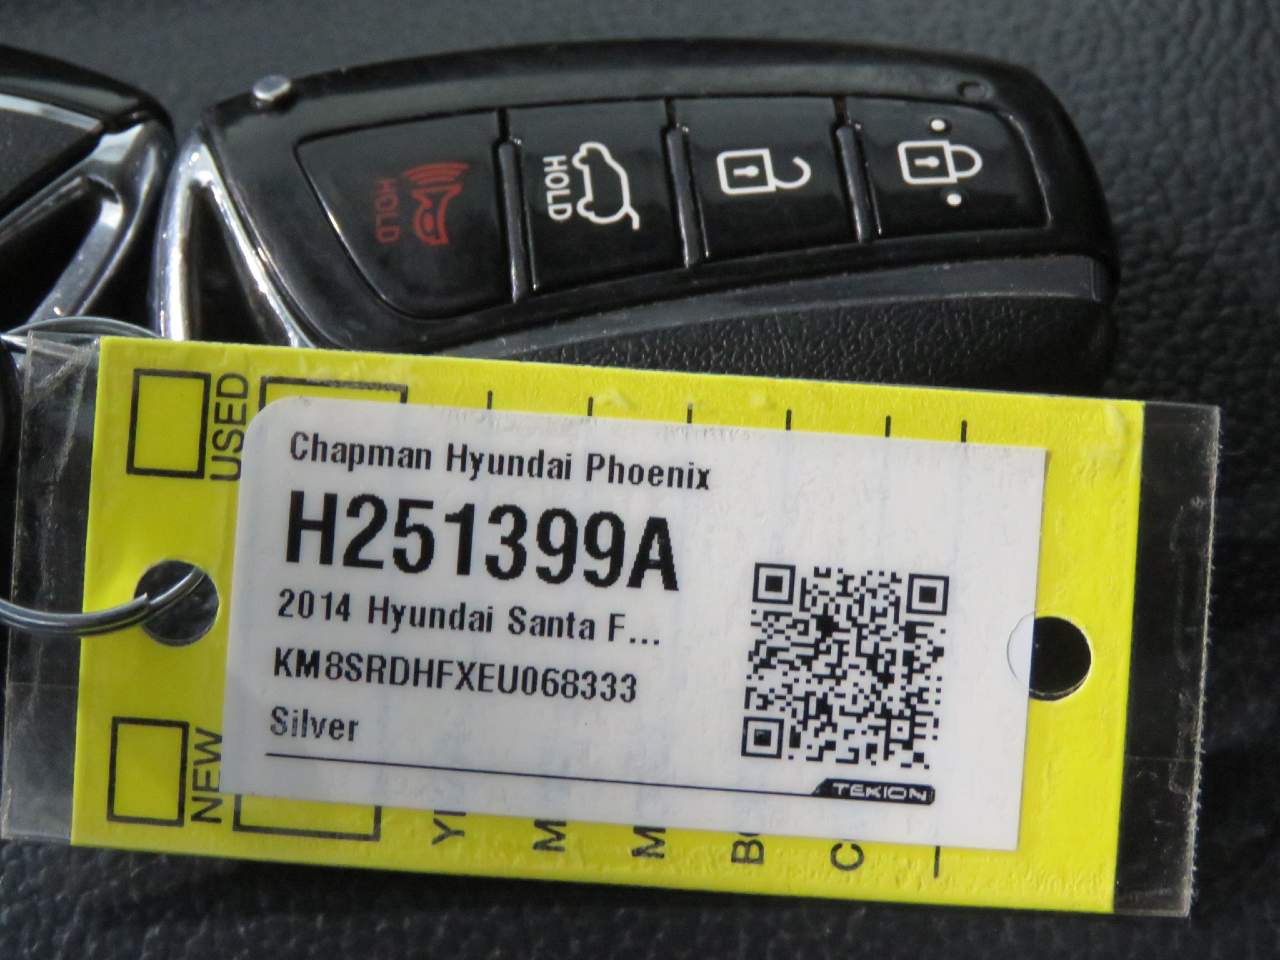 HOLD
HOLD
USED
Chapman Hyundai Phoenix
H251399A
2014 Hyundai Santa F...
KM8SRDHFXEU068333
Silver
TEKION
NEW